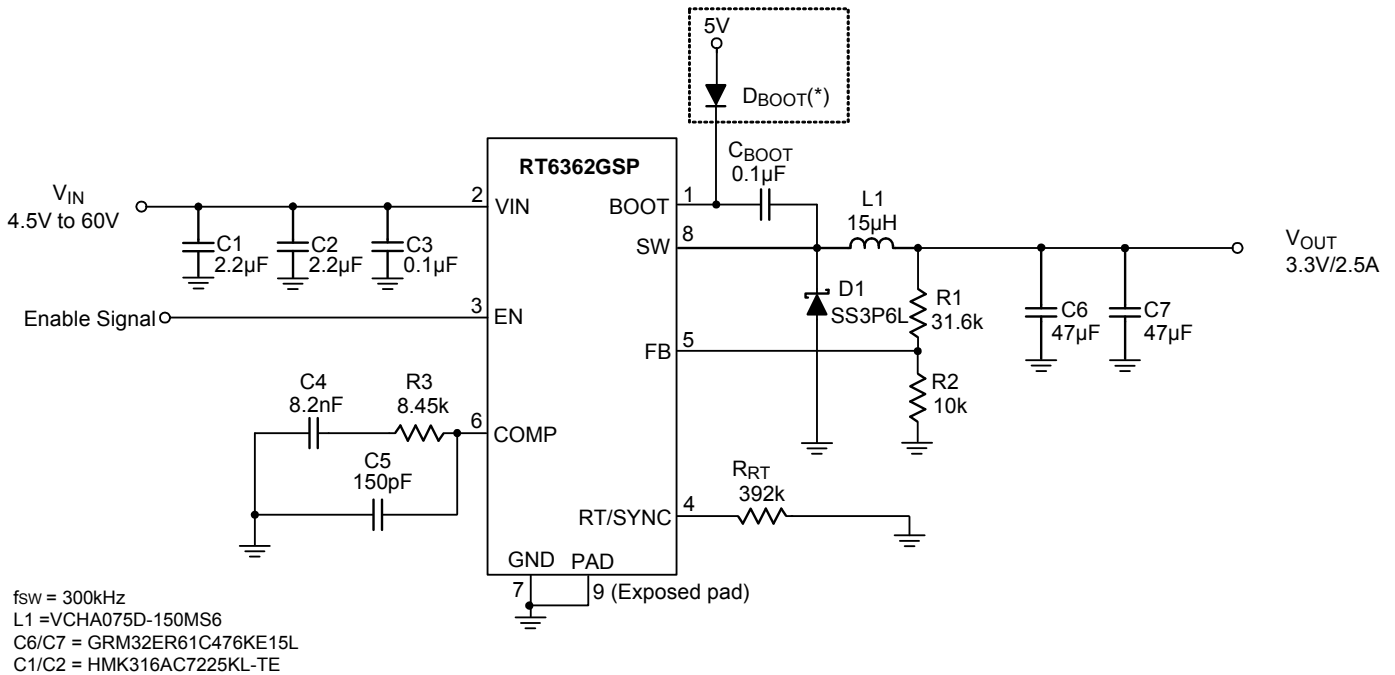 5V
DBOOT(*)
CBOOT
0.1µF
RT6362GSP
VIN
4.5V to 60V
2
VIN
BOOT
1
L1
15µH
SW
8
VOUT
3.3V/2.5A
C1
2.2µF
C2
2.2µF
C3
0.1µF
D1
SS3P6L
R1
31.6k
C6
47µF
C7
47µF
Enable Signal
3
EN
FB
5
R2
10k
C4
8.2nF
R3
8.45k
6
COMP
C5
150pF
RRT
392k
RT/SYNC
4
GND
PAD
7
9 (Exposed pad)
fSW = 300kHz
L1 =VCHA075D-150MS6
C6/C7 = GRM32ER61C476KE15L
C1/C2 = HMK316AC7225KL-TE